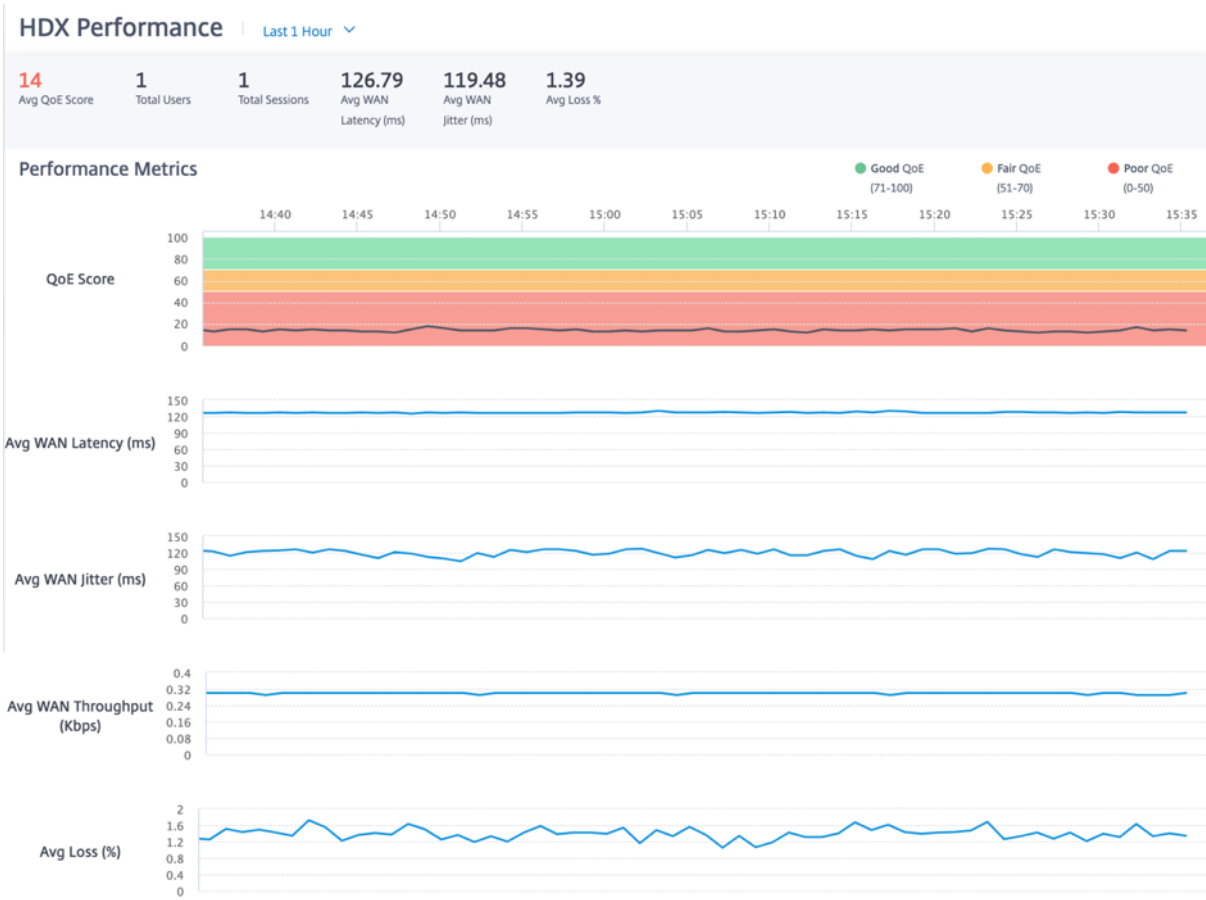 HDX Performance
Last 1 Hour
14
1
1
126.79
119.48
1.39
Avg QoE Score
Total Users
Total Sessions
Avg WAN
Latency (ms)
Avg WAN
Jitter (ms)
Avg Loss %
Performance Metrics
Good QoE
(71-100)
Fair QoE
(51-70)
Poor QoE
(0-50)
14:40
14:45
14:50
14:55
15:00
15:05
15:10
15:15
15:20
15:25
15:30
15:35
QoE Score
100
80
60
40
20
0
Avg WAN Latency (ms)
150
120
90
60
30
0
Avg WAN Jitter (ms)
150
120
90
60
30
0
Avg WAN Throughput
(Kbps)
0.4
0.32
0.24
0.16
0.08
0
Avg Loss (%)
2
1.6
1.2
0.8
0.4
0